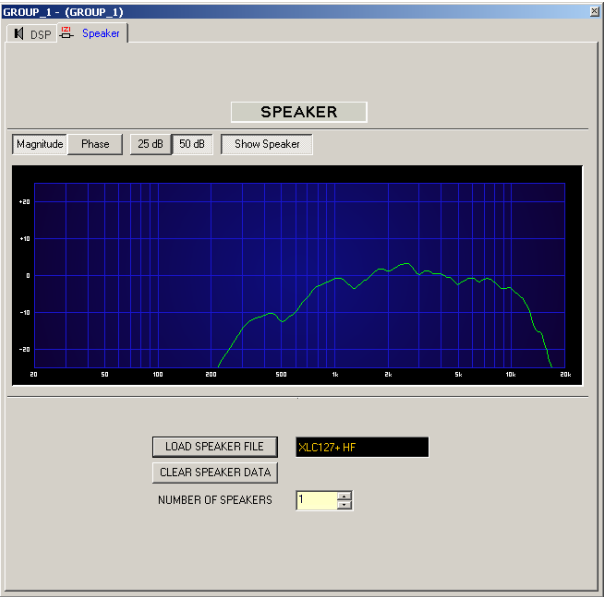 GROUP_1 - (GROUP_1)
DSP Speaker
SPEAKER
Magnitude Phase 25 dB 50 dB Show Speaker
+20
+10
0
-10
-20
20 50 100 200 500 1k 2k 5k 10k 20k
LOAD SPEAKER FILE XLC127+ HF
CLEAR SPEAKER DATA
NUMBER OF SPEAKERS 1